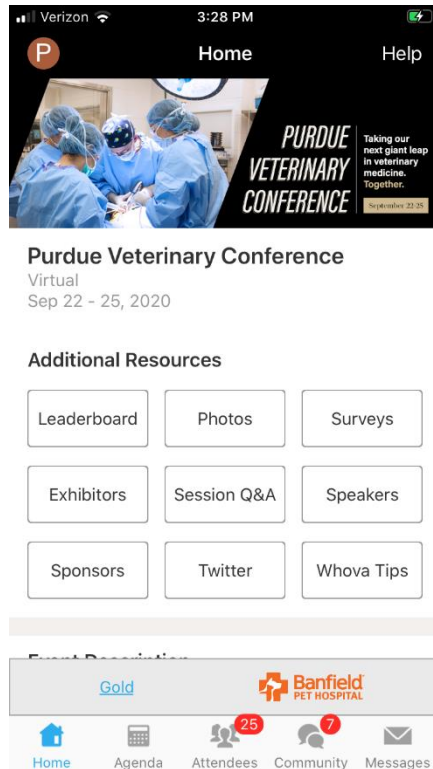 Verizon 3:28 PM
P Home Help
PURDUE
VETERINARY
CONFERENCE
Taking our
next giant leap
in veterinary
medicine.
Together.
September 22-25
Purdue Veterinary Conference
Virtual
Sep 22 - 25, 2020
Additional Resources
Leaderboard Photos Surveys
Exhibitors Session Q&A Speakers
Sponsors Twitter Whova Tips
Event Description
Gold Banfield
PET HOSPITAL
25 7
Home Agenda Attendees Community Messages